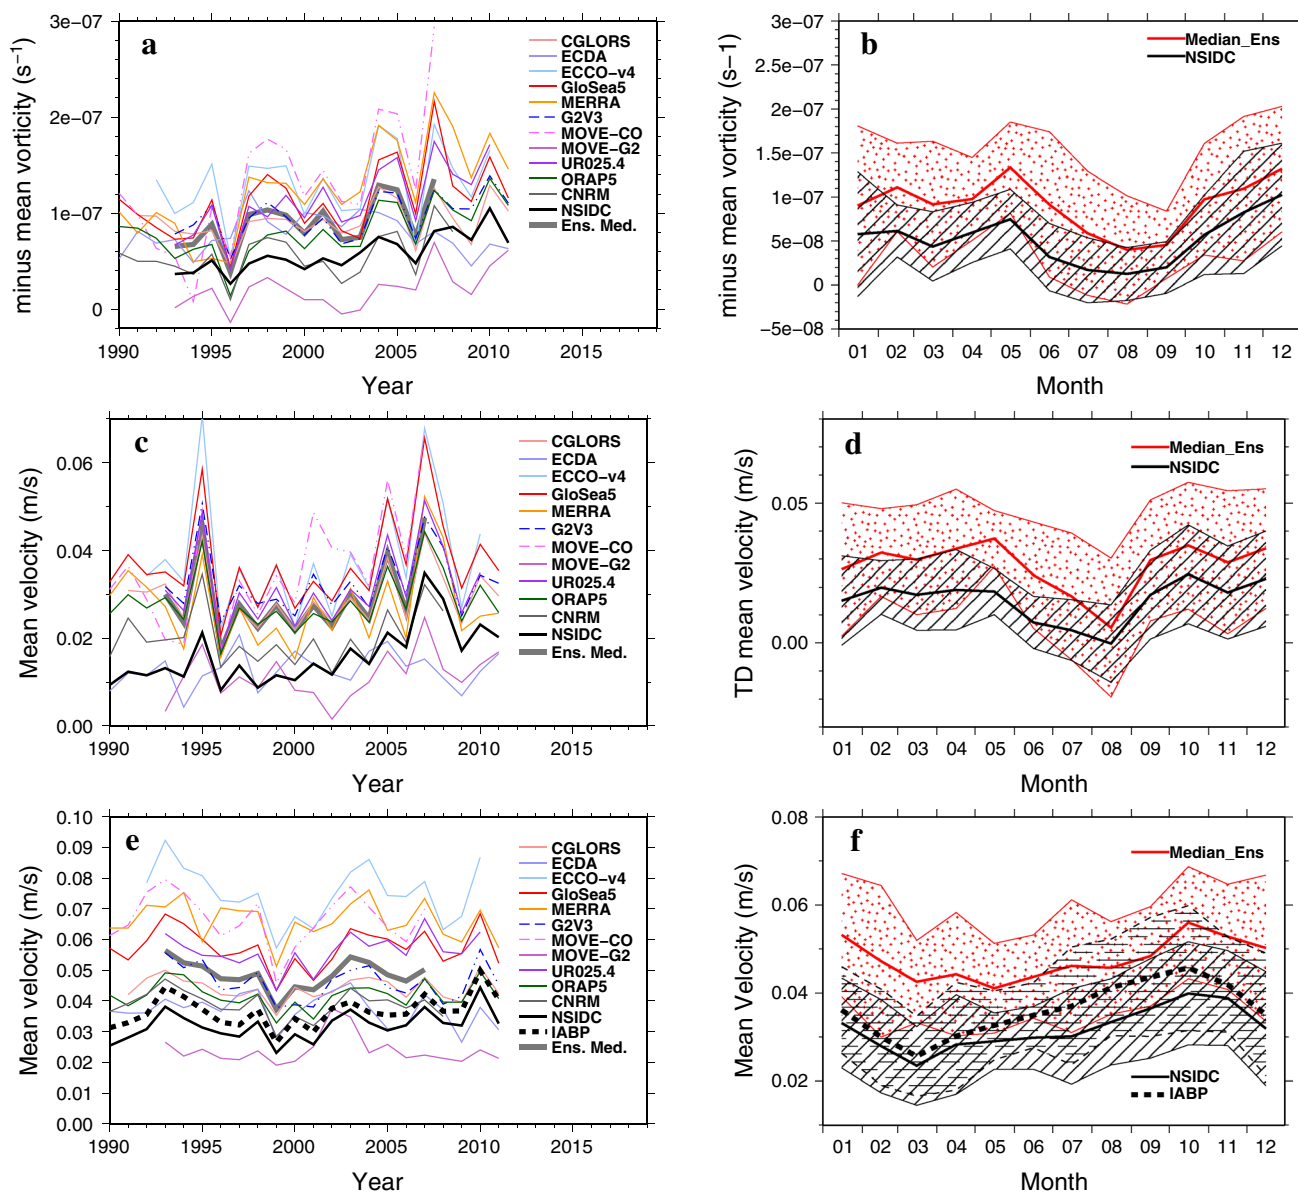 a
minus mean vorticity (s⁻¹)
3e−07
2e−07
1e−07
0
1990 1995 2000 2005 2010 2015
Year
CGLORS
ECDA
ECCO−v4
GloSea5
MERRA
G2V3
MOVE−CO
MOVE−G2
UR025.4
ORAP5
CNRM
NSIDC
Ens. Med.
b
minus mean vorticity (s−1)
3e−07
2.5e−07
2e−07
1.5e−07
1e−07
5e−08
0
−5e−08
01 02 03 04 05 06 07 08 09 10 11 12
Month
Median_Ens
NSIDC
c
Mean velocity (m/s)
0.06
0.04
0.02
0.00
1990 1995 2000 2005 2010 2015
Year
CGLORS
ECDA
ECCO−v4
GloSea5
MERRA
G2V3
MOVE−CO
MOVE−G2
UR025.4
ORAP5
CNRM
NSIDC
Ens. Med.
d
TD mean velocity (m/s)
0.05
0.00
01 02 03 04 05 06 07 08 09 10 11 12
Month
Median_Ens
NSIDC
e
Mean velocity (m/s)
0.10
0.09
0.08
0.07
0.06
0.05
0.04
0.03
0.02
0.01
0.00
1990 1995 2000 2005 2010 2015
Year
CGLORS
ECDA
ECCO−v4
GloSea5
MERRA
G2V3
MOVE−CO
MOVE−G2
UR025.4
ORAP5
CNRM
NSIDC
IABP
Ens. Med.
f
Mean Velocity (m/s)
0.08
0.06
0.04
0.02
01 02 03 04 05 06 07 08 09 10 11 12
Month
Median_Ens
NSIDC
IABP